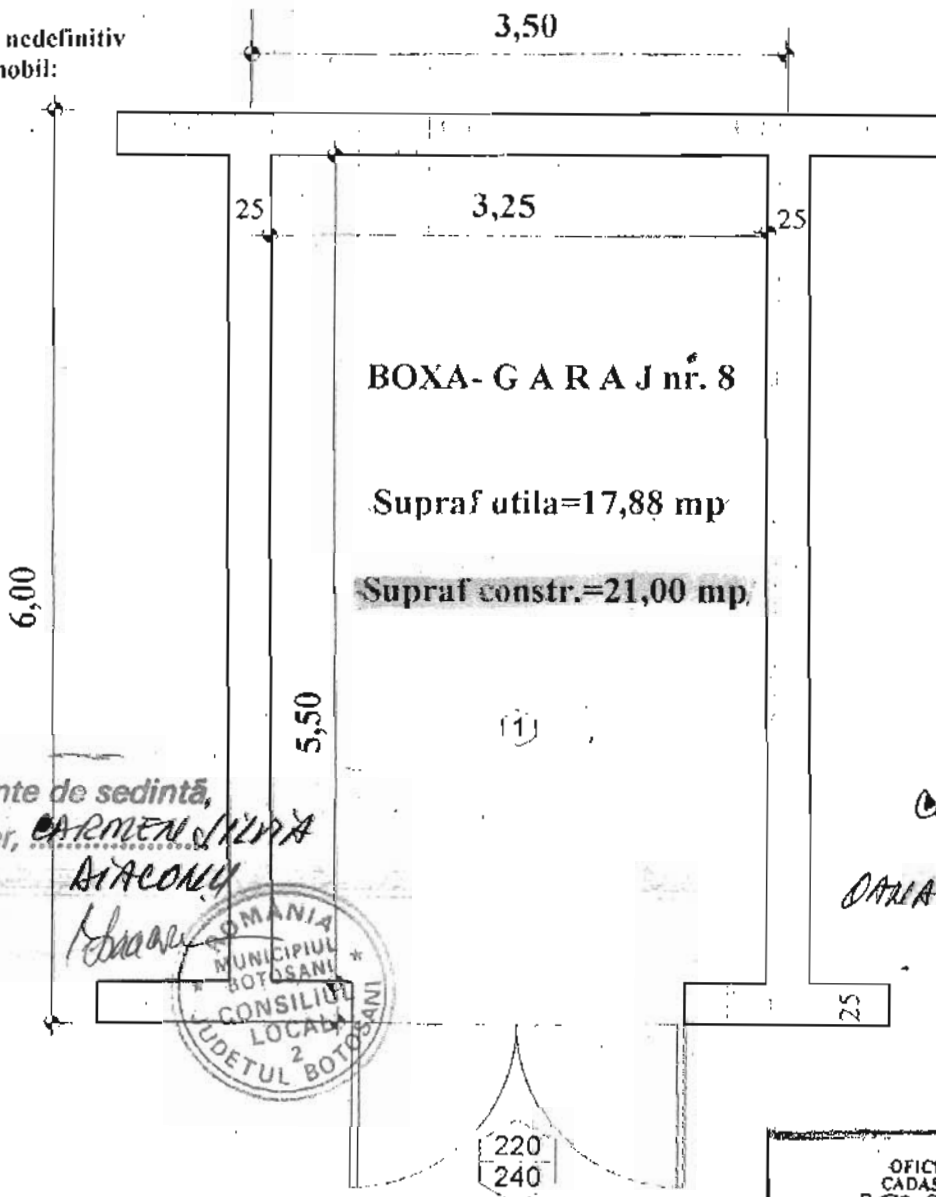 nedefinitiv
mobil:
3,50
25
3,25
25
BOXA- G A R A J nr. 8
Supraf utila=17,88 mp
Supraf constr.=21,00 mp
6,00
5,50
1
nte de sedintă,
r, CARMEN SILVIA
DIACONU
DANA
ROMANIA
MUNICIPIUL
BOTOSANI
CONSILIUL
LOCAL
2
* JUDETUL BOTOSANI *
25
220
240
OFICI
CADAS